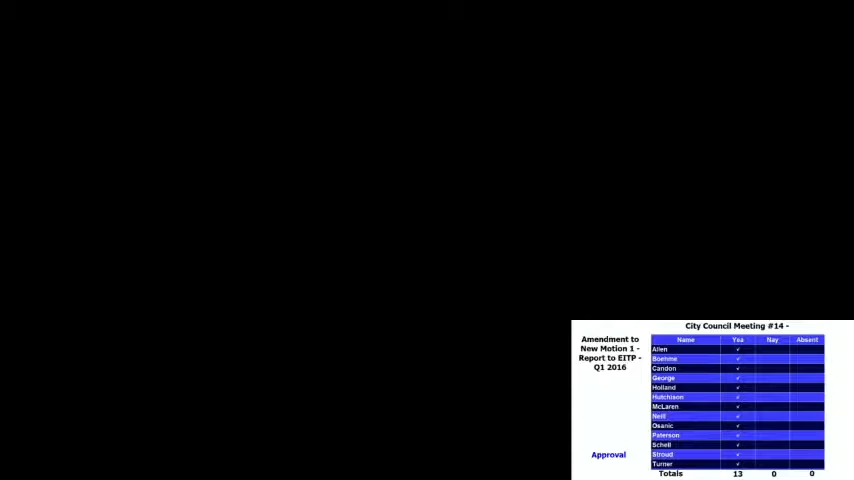 City Council Meeting #14 -
Amendment to
New Motion 1 -
Report to EITP -
Q1 2016
Approval
Name Yea Nay Absent
Allen ✓
Boehme ✓
Candon ✓
George ✓
Holland ✓
Hutchison ✓
McLaren ✓
Neill ✓
Osanic ✓
Paterson ✓
Schell ✓
Stroud ✓
Turner ✓
Totals 13 0 0